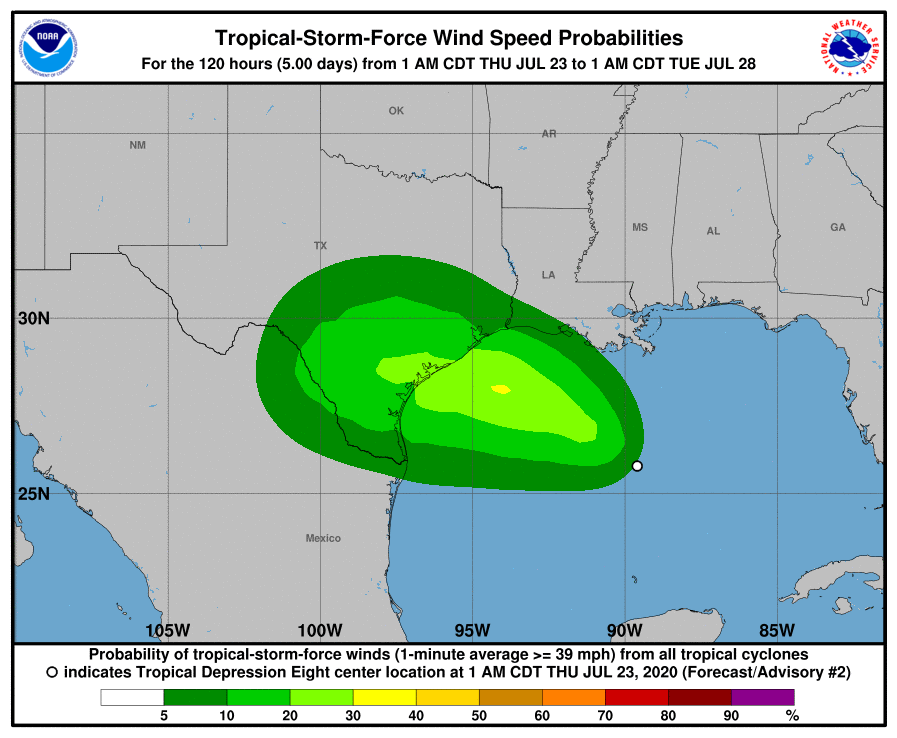 Tropical-Storm-Force Wind Speed Probabilities
For the 120 hours (5.00 days) from 1 AM CDT THU JUL 23 to 1 AM CDT TUE JUL 28
NOAA
NATIONAL WEATHER SERVICE
OK
AR
NM
MS
AL
GA
TX
LA
30N
25N
Mexico
105W
100W
95W
90W
85W
Probability of tropical-storm-force winds (1-minute average >= 39 mph) from all tropical cyclones
indicates Tropical Depression Eight center location at 1 AM CDT THU JUL 23, 2020 (Forecast/Advisory #2)
5 10 20 30 40 50 60 70 80 90 %